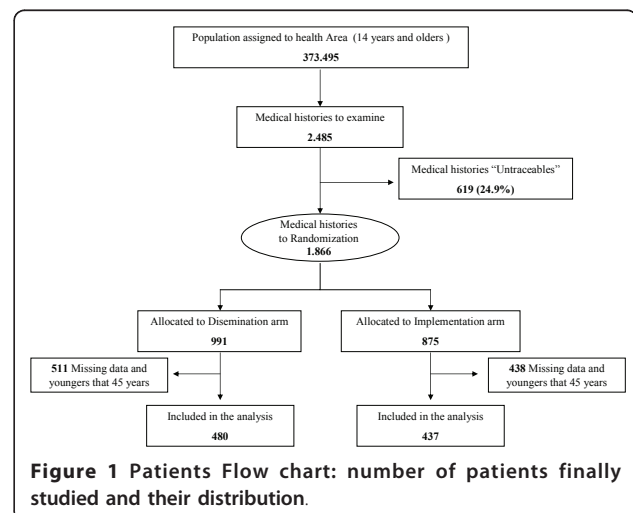 Population assigned to health Area (14 years and olders )
373.495
Medical histories to examine
2.485
Medical histories "Untraceables"
619 (24.9%)
Medical histories
to Randomization
1.866
Allocated to Disemination arm
991
Allocated to Implementation arm
875
511 Missing data and
youngers that 45 years
438 Missing data and
youngers that 45 years
Included in the analysis
480
Included in the analysis
437
Figure 1 Patients Flow chart: number of patients finally
studied and their distribution.